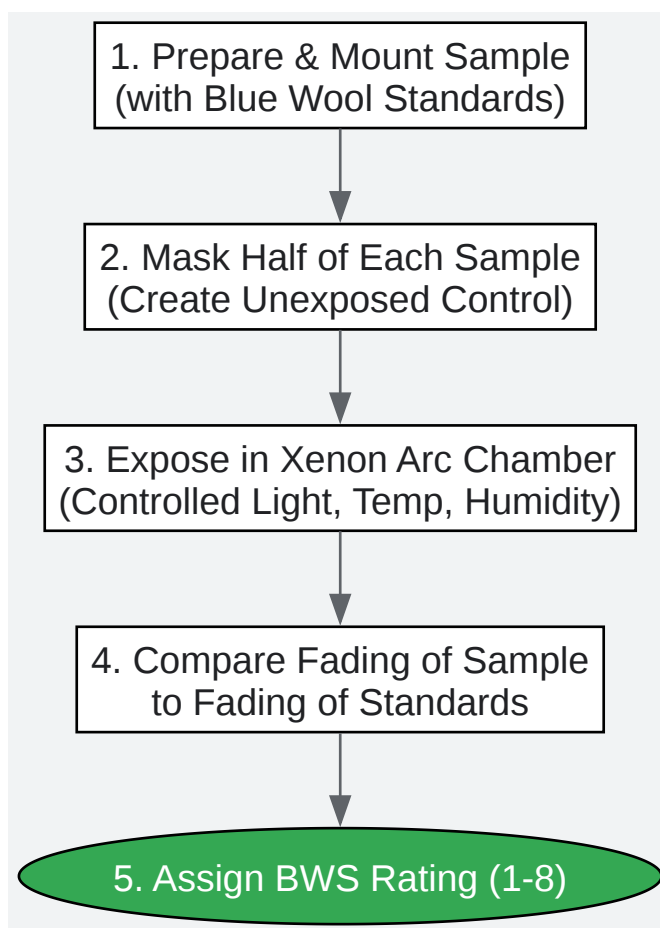 1. Prepare & Mount Sample
(with Blue Wool Standards)
2. Mask Half of Each Sample
(Create Unexposed Control)
3. Expose in Xenon Arc Chamber
(Controlled Light, Temp, Humidity)
4. Compare Fading of Sample
to Fading of Standards
5. Assign BWS Rating (1-8)